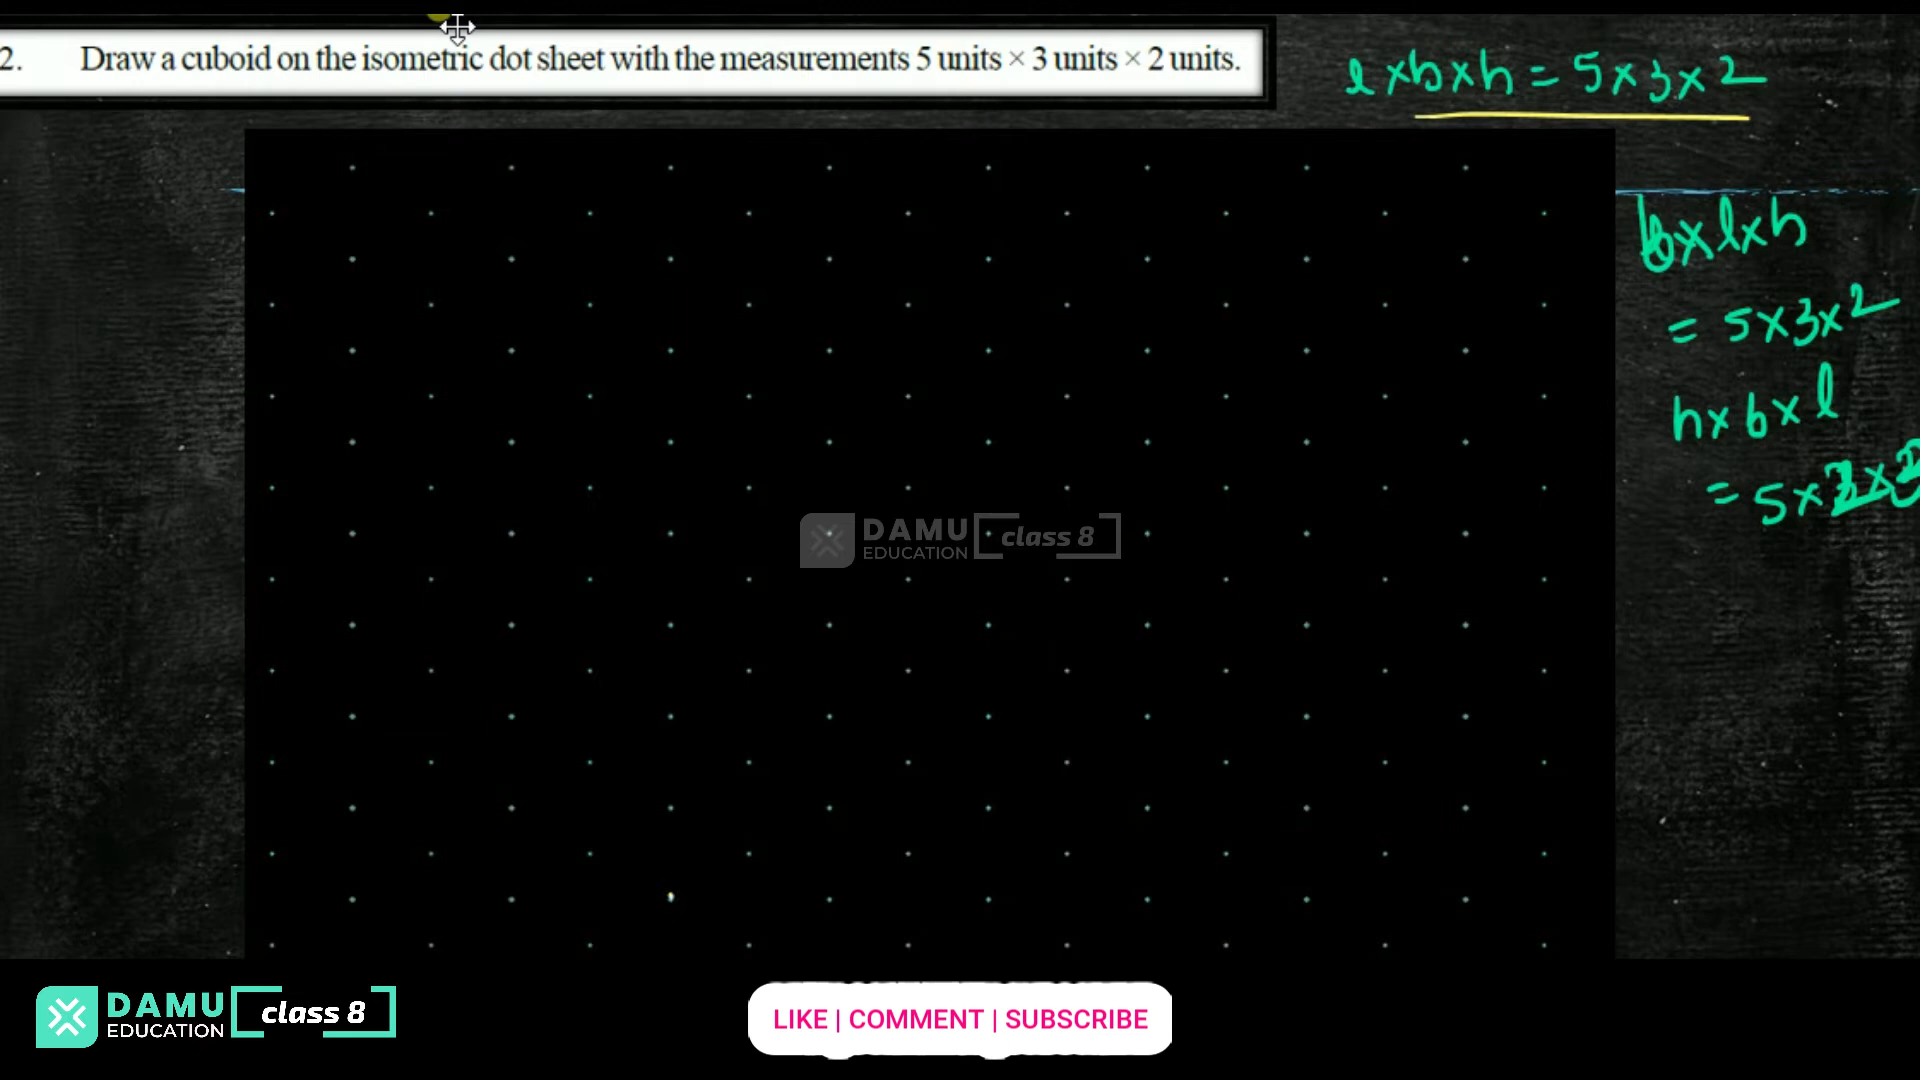 2. Draw a cuboid on the isometric dot sheet with the measurements 5 units × 3 units × 2 units.
l × b × h = 5 × 3 × 2
b × l × h
= 5 × 3 × 2
h × b × l
= 5 ×
DAMU EDUCATION class 8
DAMU EDUCATION class 8
LIKE | COMMENT | SUBSCRIBE